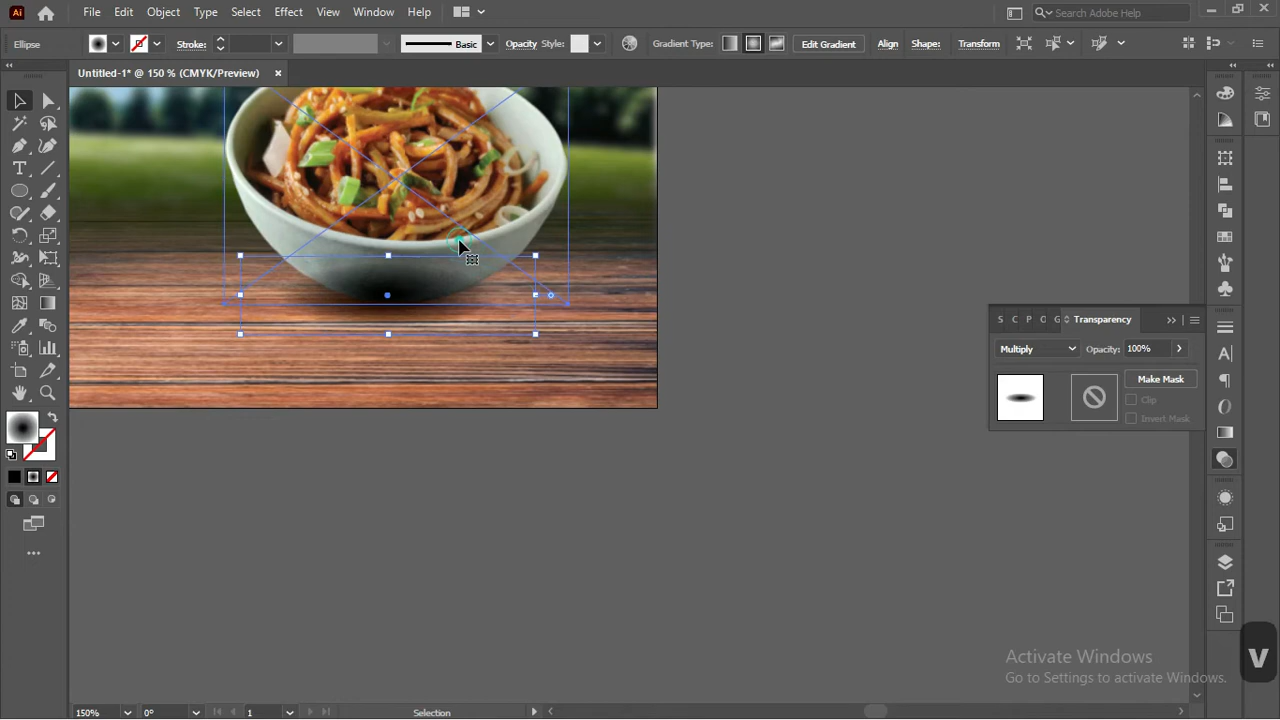 Ai File Edit Object Type Select Effect View Window Help Search Adobe Help
Ellipse Stroke: Basic Opacity Style: Gradient Type: Edit Gradient Align Shape: Transform
Untitled-1* @ 150 % (CMYK/Preview) ×
S C P O G Transparency
Multiply Opacity: 100%
Make Mask
Clip
Invert Mask
Activate Windows
Go to Settings to activate Windows.
V
150% 0° 1 Selection